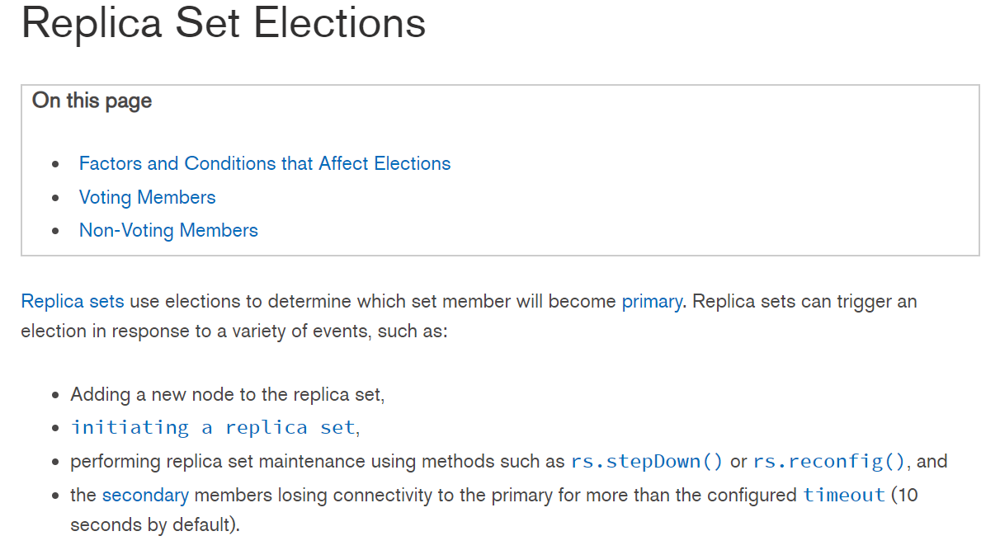 Replica Set Elections
On this page
• Factors and Conditions that Affect Elections
• Voting Members
• Non-Voting Members
Replica sets use elections to determine which set member will become primary. Replica sets can trigger an
election in response to a variety of events, such as:
• Adding a new node to the replica set,
• initiating a replica set,
• performing replica set maintenance using methods such as rs.stepDown() or rs.reconfig(), and
• the secondary members losing connectivity to the primary for more than the configured timeout (10
seconds by default).